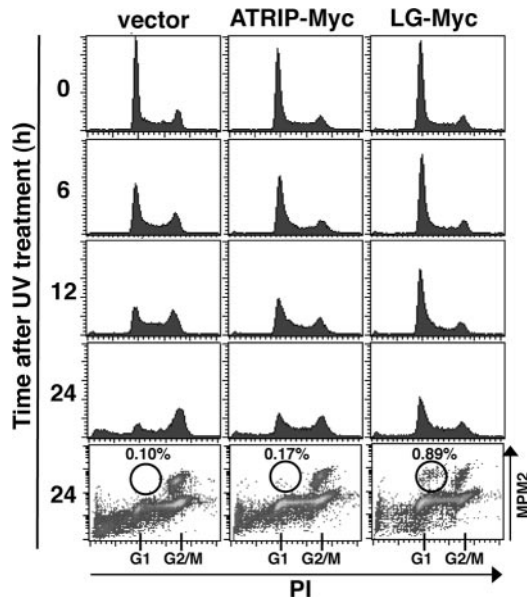 vector ATRIP-Myc LG-Myc
Time after UV treatment (h)
0
6
12
24
0.10% 0.17% 0.89%
24
MPM2
G1 G2/M G1 G2/M G1 G2/M
PI